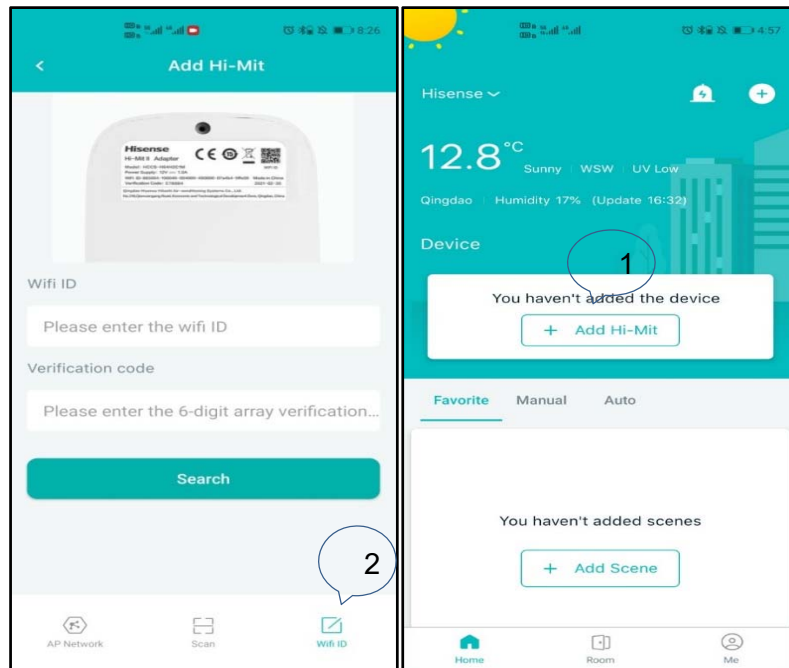 8:26
Add Hi-Mit
Hisense
Hi-Mit II Adapter
Wifi ID
Please enter the wifi ID
Verification code
Please enter the 6-digit array verification...
Search
2
AP Network
Scan
Wifi ID
4:57
Hisense
12.8°C
Sunny WSW UV Low
Qingdao Humidity 17% (Update 16:32)
Device
1
You haven't added the device
+ Add Hi-Mit
Favorite Manual Auto
You haven't added scenes
+ Add Scene
Home
Room
Me